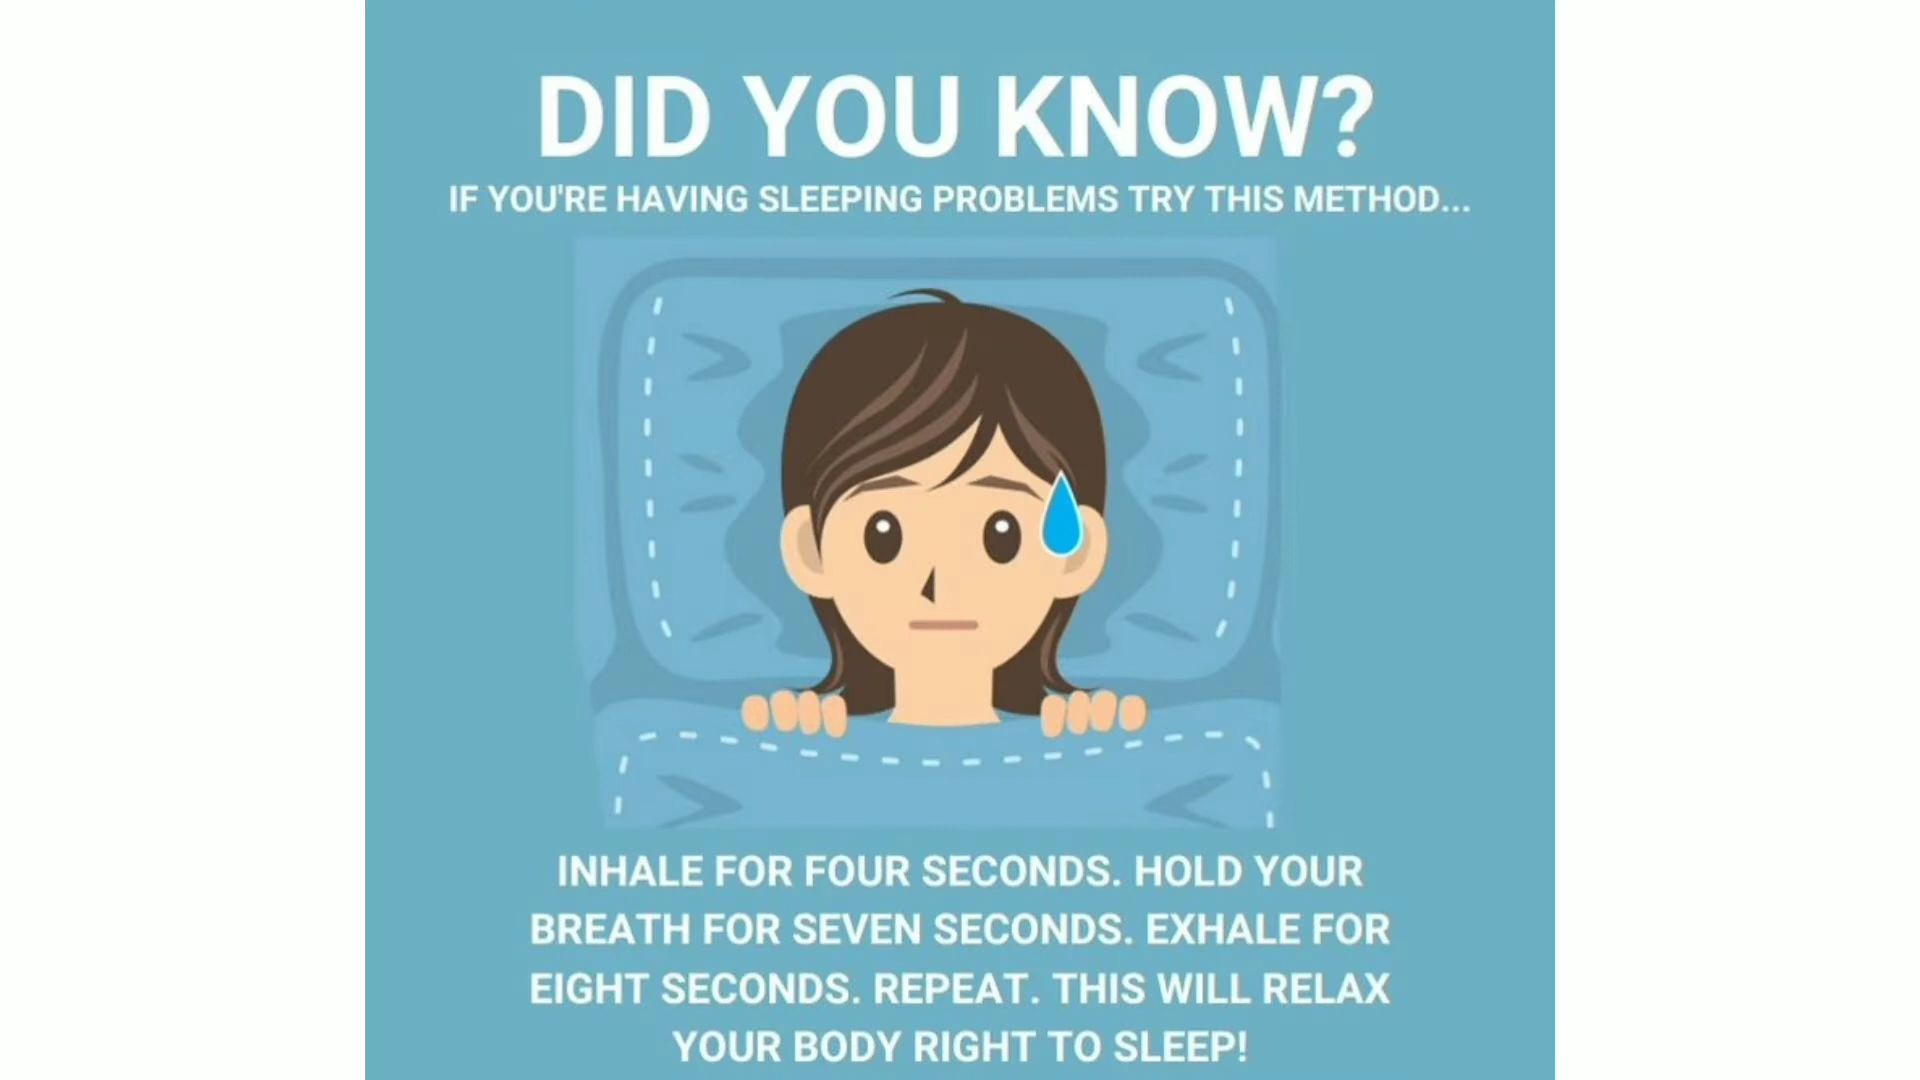 DID YOU KNOW?
IF YOU'RE HAVING SLEEPING PROBLEMS TRY THIS METHOD...
INHALE FOR FOUR SECONDS. HOLD YOUR
BREATH FOR SEVEN SECONDS. EXHALE FOR
EIGHT SECONDS. REPEAT. THIS WILL RELAX
YOUR BODY RIGHT TO SLEEP!